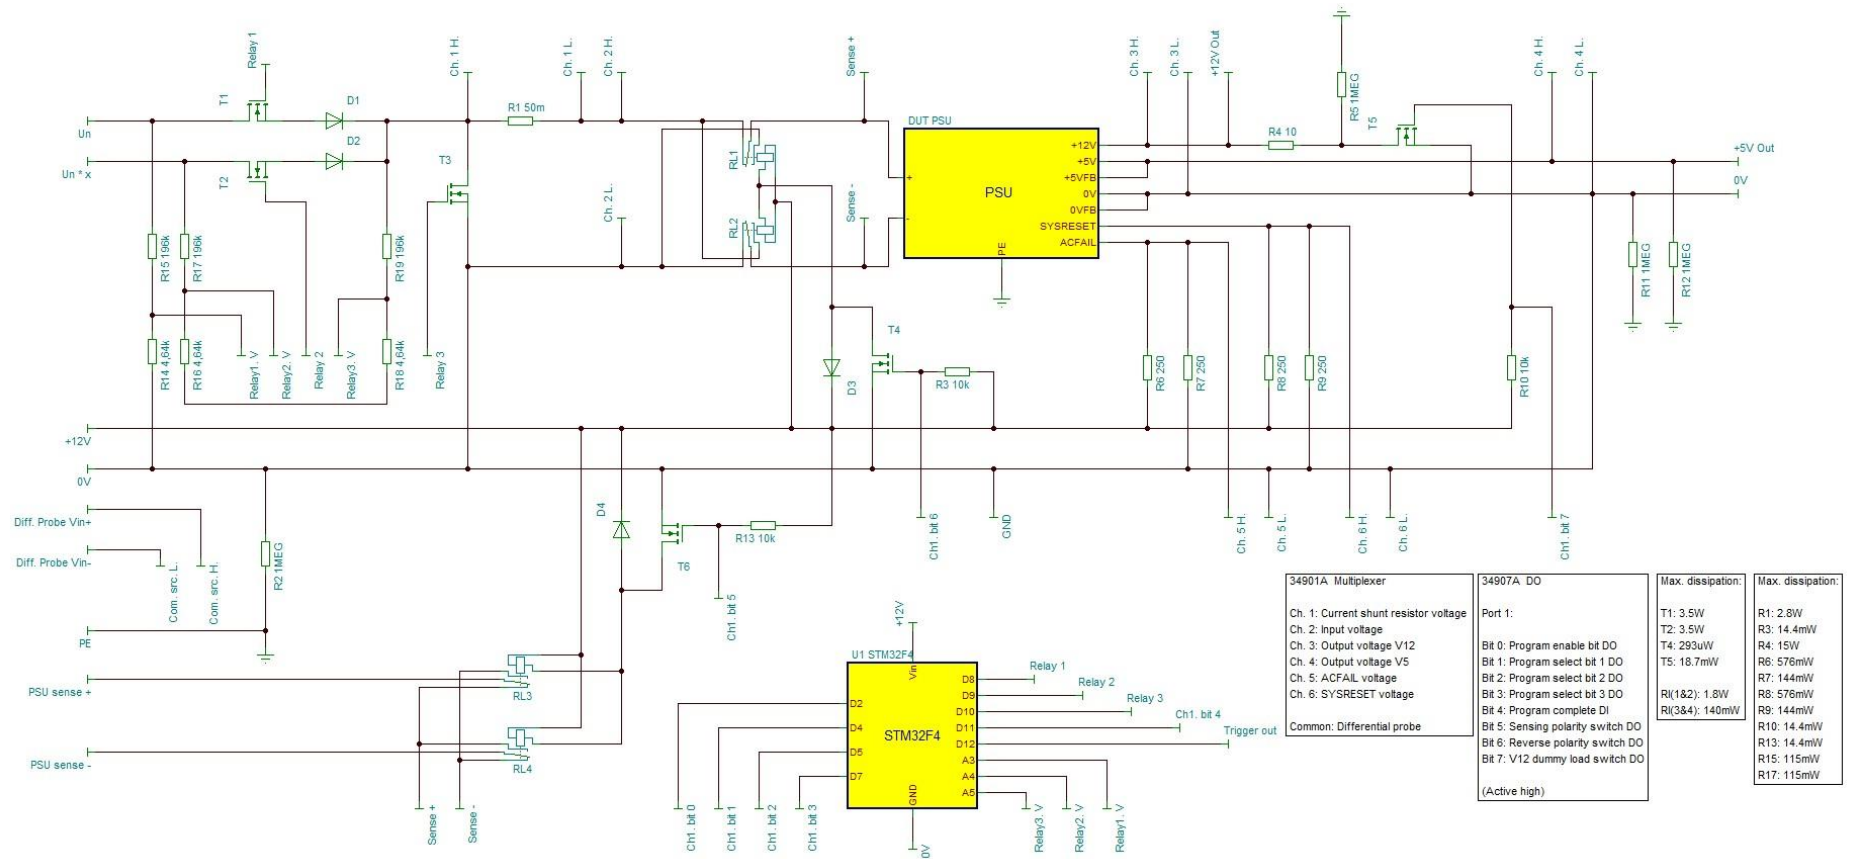 Relay 1
Ch. 1 H.
Ch. 1 L.
Ch. 2 H.
Sense +
Ch. 3 H.
Ch. 3 L.
+12V Out
R5 1MEG
Ch. 4 H.
Ch. 4 L.
T1
D1
R1 50m
DUT PSU
T5
Un
D2
R4 10
+12V
+5V Out
Un * x
T2
T3
RL1
+
PSU
+5V
+5VFB
0V
0V
Ch. 2 L.
RL2
Sense -
-
0VFB
SYSRESET
ACFAIL
PE
R15 196k
R17 196k
R19 196k
R11 1MEG
R12 1MEG
T4
R14 4,64k
R16 4,64k
Relay1. V
Relay2. V
Relay 2
Relay3. V
R18 4,64k
Relay 3
D3
R3 10k
R6 250
R7 250
R8 250
R9 250
R10 10k
+12V
0V
Diff. Probe Vin+
D4
R13 10k
Ch1. bit 6
GND
Ch. 5 H.
Ch. 5 L.
Ch. 6 H.
Ch. 6 L.
Ch1. bit 7
Diff. Probe Vin-
Com. src. L.
Com. src. H.
R2 1MEG
T6
Ch1. bit 5
PE
PSU sense +
RL3
PSU sense -
RL4
Sense +
Sense -
+12V
U1 STM32F4
Vin
D8
Relay 1
D9
Relay 2
D2
D10
Relay 3
D4
STM32F4
D11
Ch1. bit 4
D5
D12
Trigger out
A3
D7
A4
GND
A5
Ch1. bit 0
Ch1. bit 1
Ch1. bit 2
Ch1. bit 3
Relay3. V
Relay2. V
Relay1. V
0V
34901A Multiplexer
Ch. 1: Current shunt resistor voltage
Ch. 2: Input voltage
Ch. 3: Output voltage V12
Ch. 4: Output voltage V5
Ch. 5: ACFAIL voltage
Ch. 6: SYSRESET voltage
Common: Differential probe
34907A DO
Port 1:
Bit 0: Program enable bit DO
Bit 1: Program select bit 1 DO
Bit 2: Program select bit 2 DO
Bit 3: Program select bit 3 DO
Bit 4: Program complete DI
Bit 5: Sensing polarity switch DO
Bit 6: Reverse polarity switch DO
Bit 7: V12 dummy load switch DO
(Active high)
Max. dissipation:
T1: 3.5W
T2: 3.5W
T4: 293uW
T5: 18.7mW
Rl(1&2): 1.8W
Rl(3&4): 140mW
Max. dissipation:
R1: 2.8W
R3: 14.4mW
R4: 15W
R6: 576mW
R7: 144mW
R8: 576mW
R9: 144mW
R10: 14.4mW
R13: 14.4mW
R15: 115mW
R17: 115mW